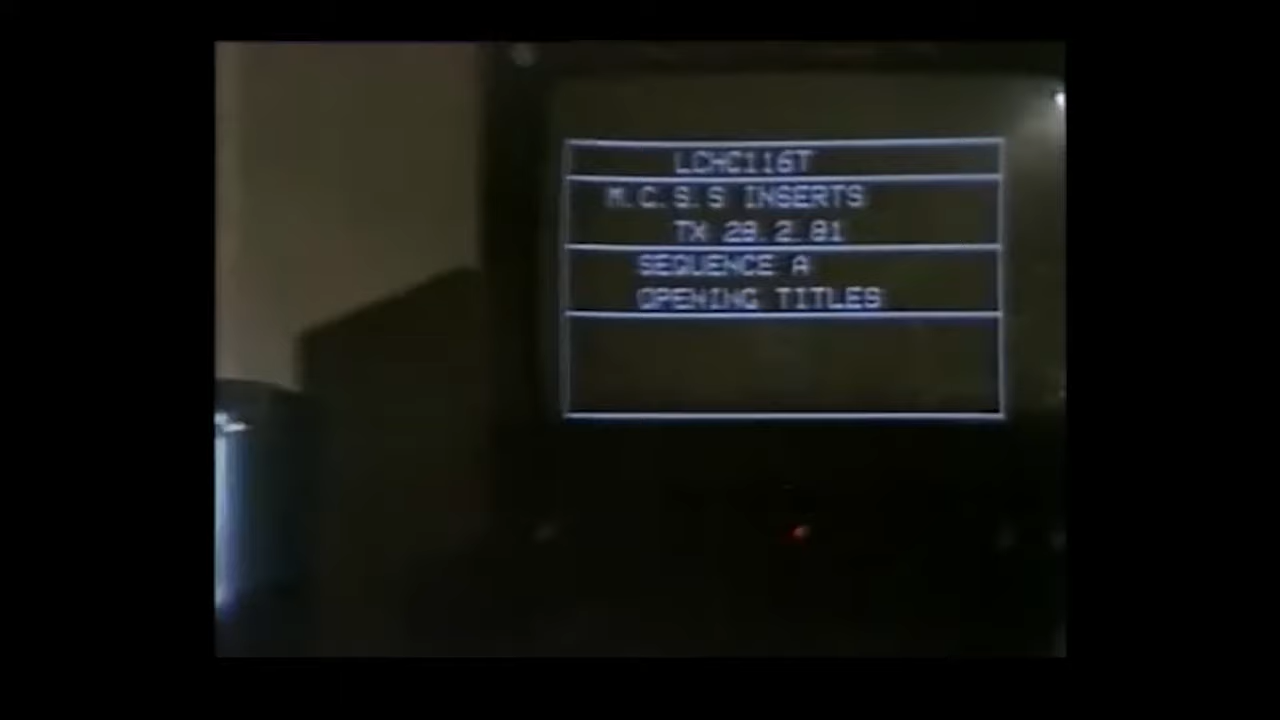 LCHC116T
M.C.S.S INSERTS
TX 28.2.81
SEQUENCE A
OPENING TITLES